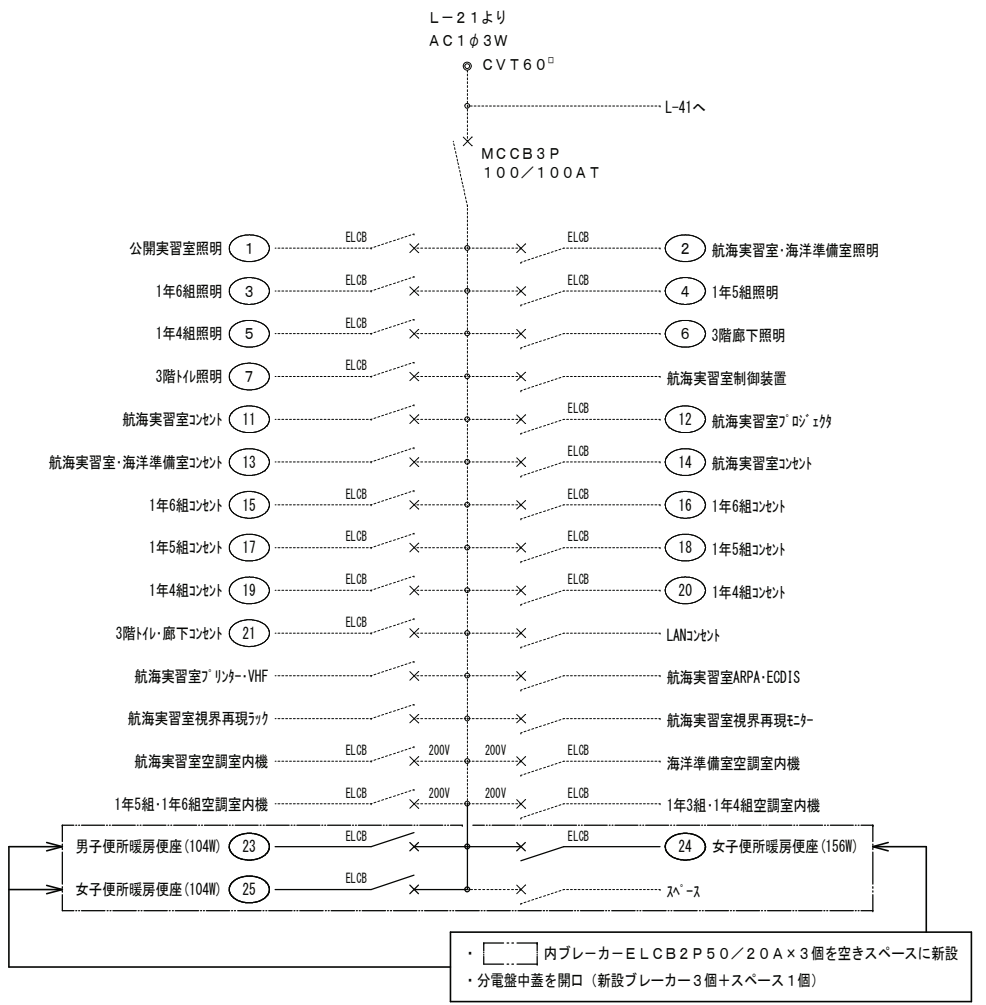 L－21より
AC1φ3W
CVT60□
L-41へ
MCCB3P
100／100AT
公開実習室照明 1 ELCB ELCB 2 航海実習室･海洋準備室照明
1年6組照明 3 ELCB ELCB 4 1年5組照明
1年4組照明 5 ELCB ELCB 6 3階廊下照明
3階ﾄｲﾚ照明 7 ELCB 航海実習室制御装置
航海実習室ｺﾝｾﾝﾄ 11 ELCB 12 航海実習室ﾌﾟﾛｼﾞｪｸﾀ
航海実習室･海洋準備室ｺﾝｾﾝﾄ 13 ELCB 14 航海実習室ｺﾝｾﾝﾄ
1年6組ｺﾝｾﾝﾄ 15 ELCB ELCB 16 1年6組ｺﾝｾﾝﾄ
1年5組ｺﾝｾﾝﾄ 17 ELCB ELCB 18 1年5組ｺﾝｾﾝﾄ
1年4組ｺﾝｾﾝﾄ 19 ELCB ELCB 20 1年4組ｺﾝｾﾝﾄ
3階ﾄｲﾚ･廊下ｺﾝｾﾝﾄ 21 ELCB LANｺﾝｾﾝﾄ
航海実習室ﾌﾟﾘﾝﾀｰ･VHF 航海実習室ARPA･ECDIS
航海実習室視界再現ﾗｯｸ 航海実習室視界再現ﾓﾆﾀｰ
航海実習室空調室内機 ELCB 200V 200V ELCB 海洋準備室空調室内機
1年5組･1年6組空調室内機 ELCB 200V 200V ELCB 1年3組･1年4組空調室内機
男子便所暖房便座(104W) 23 ELCB ELCB 24 女子便所暖房便座(156W)
女子便所暖房便座(104W) 25 ELCB ｽﾍﾟｰｽ
・ 内ブレーカーELCB2P50／20A×3個を空きスペースに新設
・分電盤中蓋を開口（新設ブレーカー3個＋スペース1個）